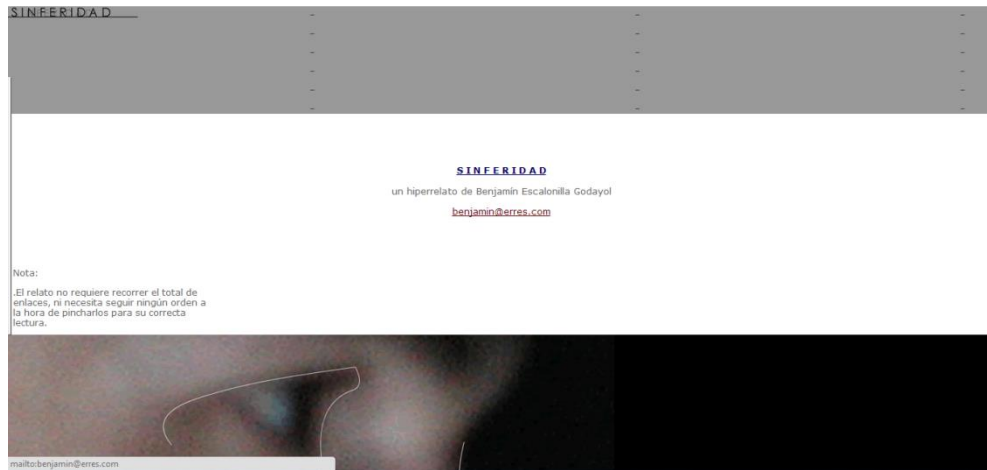 SINFERIDAD
- - -
- - -
- - -
- - -
- - -
- - -
SINFERIDAD
un hiperrelato de Benjamín Escalonilla Godayol
benjamin@erres.com
Nota:
.El relato no requiere recorrer el total de
enlaces, ni necesita seguir ningún orden a
la hora de pincharlos para su correcta
lectura.
mailto:benjamin@erres.com